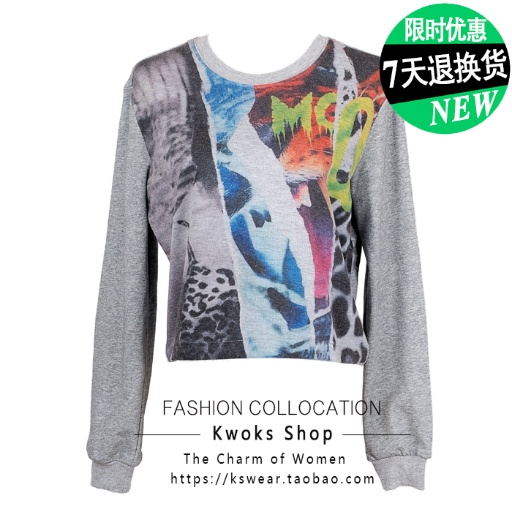 限时优惠
7天退换货
NEW
MC
FASHION COLLOCATION
Kwoks Shop
The Charm of Women
https://kswear.taobao.com